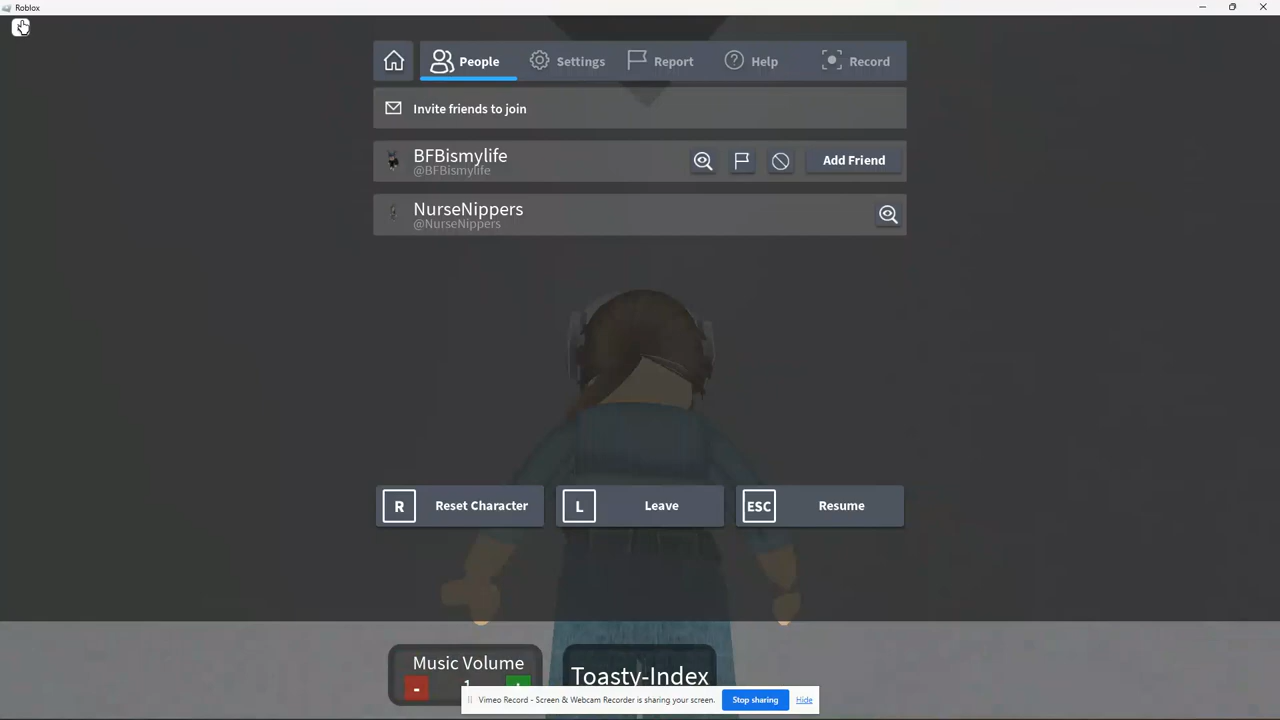 Roblox
People
Settings
Report
Help
Record
Invite friends to join
BFBismylife
@BFBismylife
Add Friend
NurseNippers
@NurseNippers
R
Reset Character
L
Leave
ESC
Resume
Music Volume
-
Toasty-Index
Vimeo Record - Screen & Webcam Recorder is sharing your screen.
Stop sharing
Hide